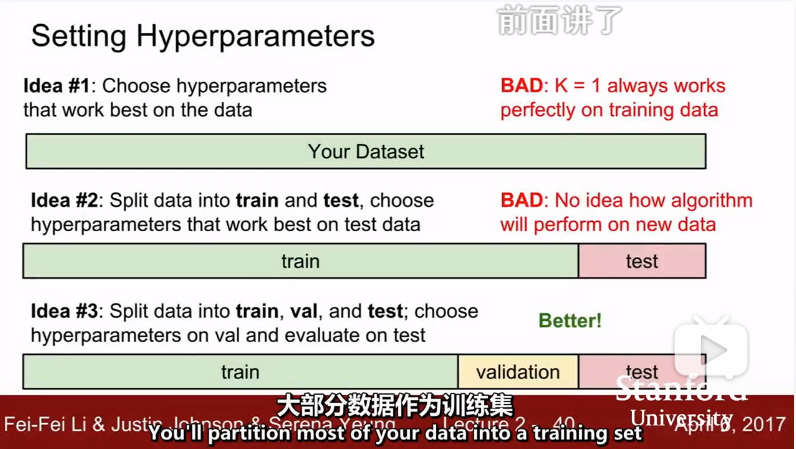 前面讲了
Setting Hyperparameters
Idea #1: Choose hyperparameters
that work best on the data
BAD: K = 1 always works
perfectly on training data
Your Dataset
Idea #2: Split data into train and test, choose
hyperparameters that work best on test data
BAD: No idea how algorithm
will perform on new data
train
test
Idea #3: Split data into train, val, and test; choose
hyperparameters on val and evaluate on test
Better!
train
validation
test
大部分数据作为训练集
Stanford
University
Fei-Fei Li & Justin Johnson & Serena Yeung
Lecture 2 - 40
April 6, 2017
You'll partition most of your data into a training set